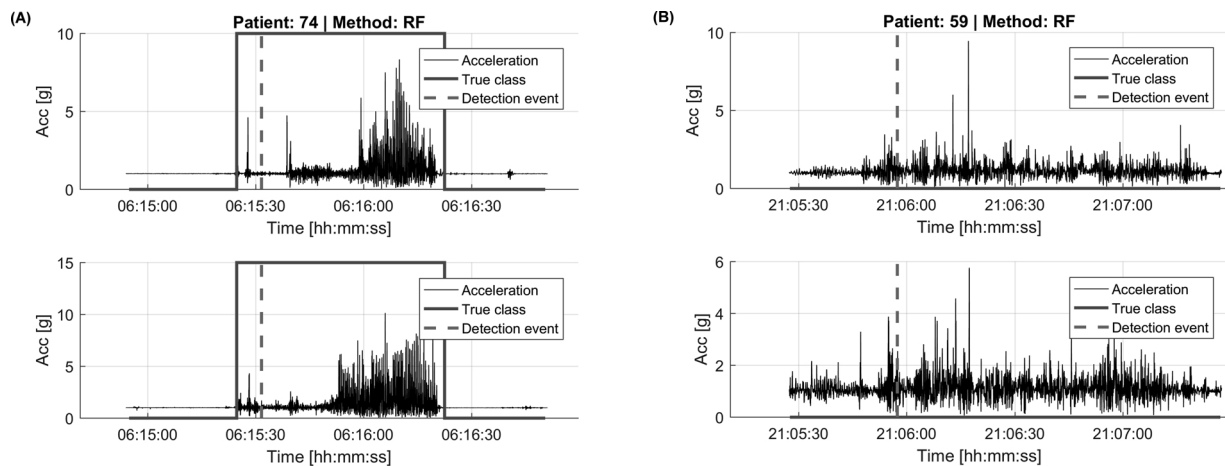 (A)
Patient: 74 | Method: RF
10
5
0
Acc [g]
Acceleration
True class
Detection event
06:15:00 06:15:30 06:16:00 06:16:30
Time [hh:mm:ss]
15
10
5
0
Acc [g]
Acceleration
True class
Detection event
06:15:00 06:15:30 06:16:00 06:16:30
Time [hh:mm:ss]
(B)
Patient: 59 | Method: RF
10
5
0
Acc [g]
Acceleration
True class
Detection event
21:05:30 21:06:00 21:06:30 21:07:00
Time [hh:mm:ss]
6
4
2
0
Acc [g]
Acceleration
True class
Detection event
21:05:30 21:06:00 21:06:30 21:07:00
Time [hh:mm:ss]